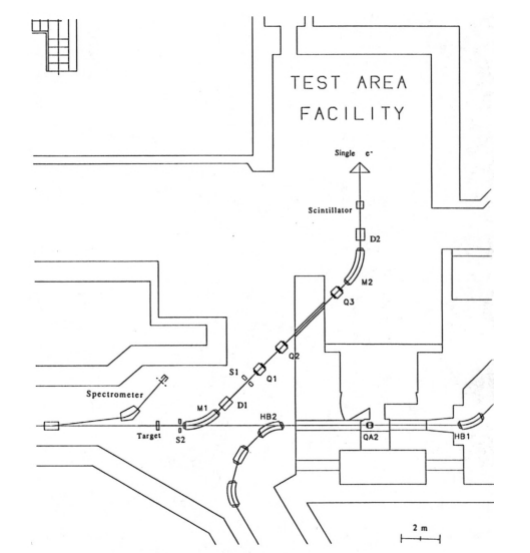 TEST AREA
FACILITY
Single e-
Scintillator
D2
M2
Q3
Q2
S1
Q1
Spectrometer
M1
D1
HB2
Target
S2
QA2
HB1
2 m